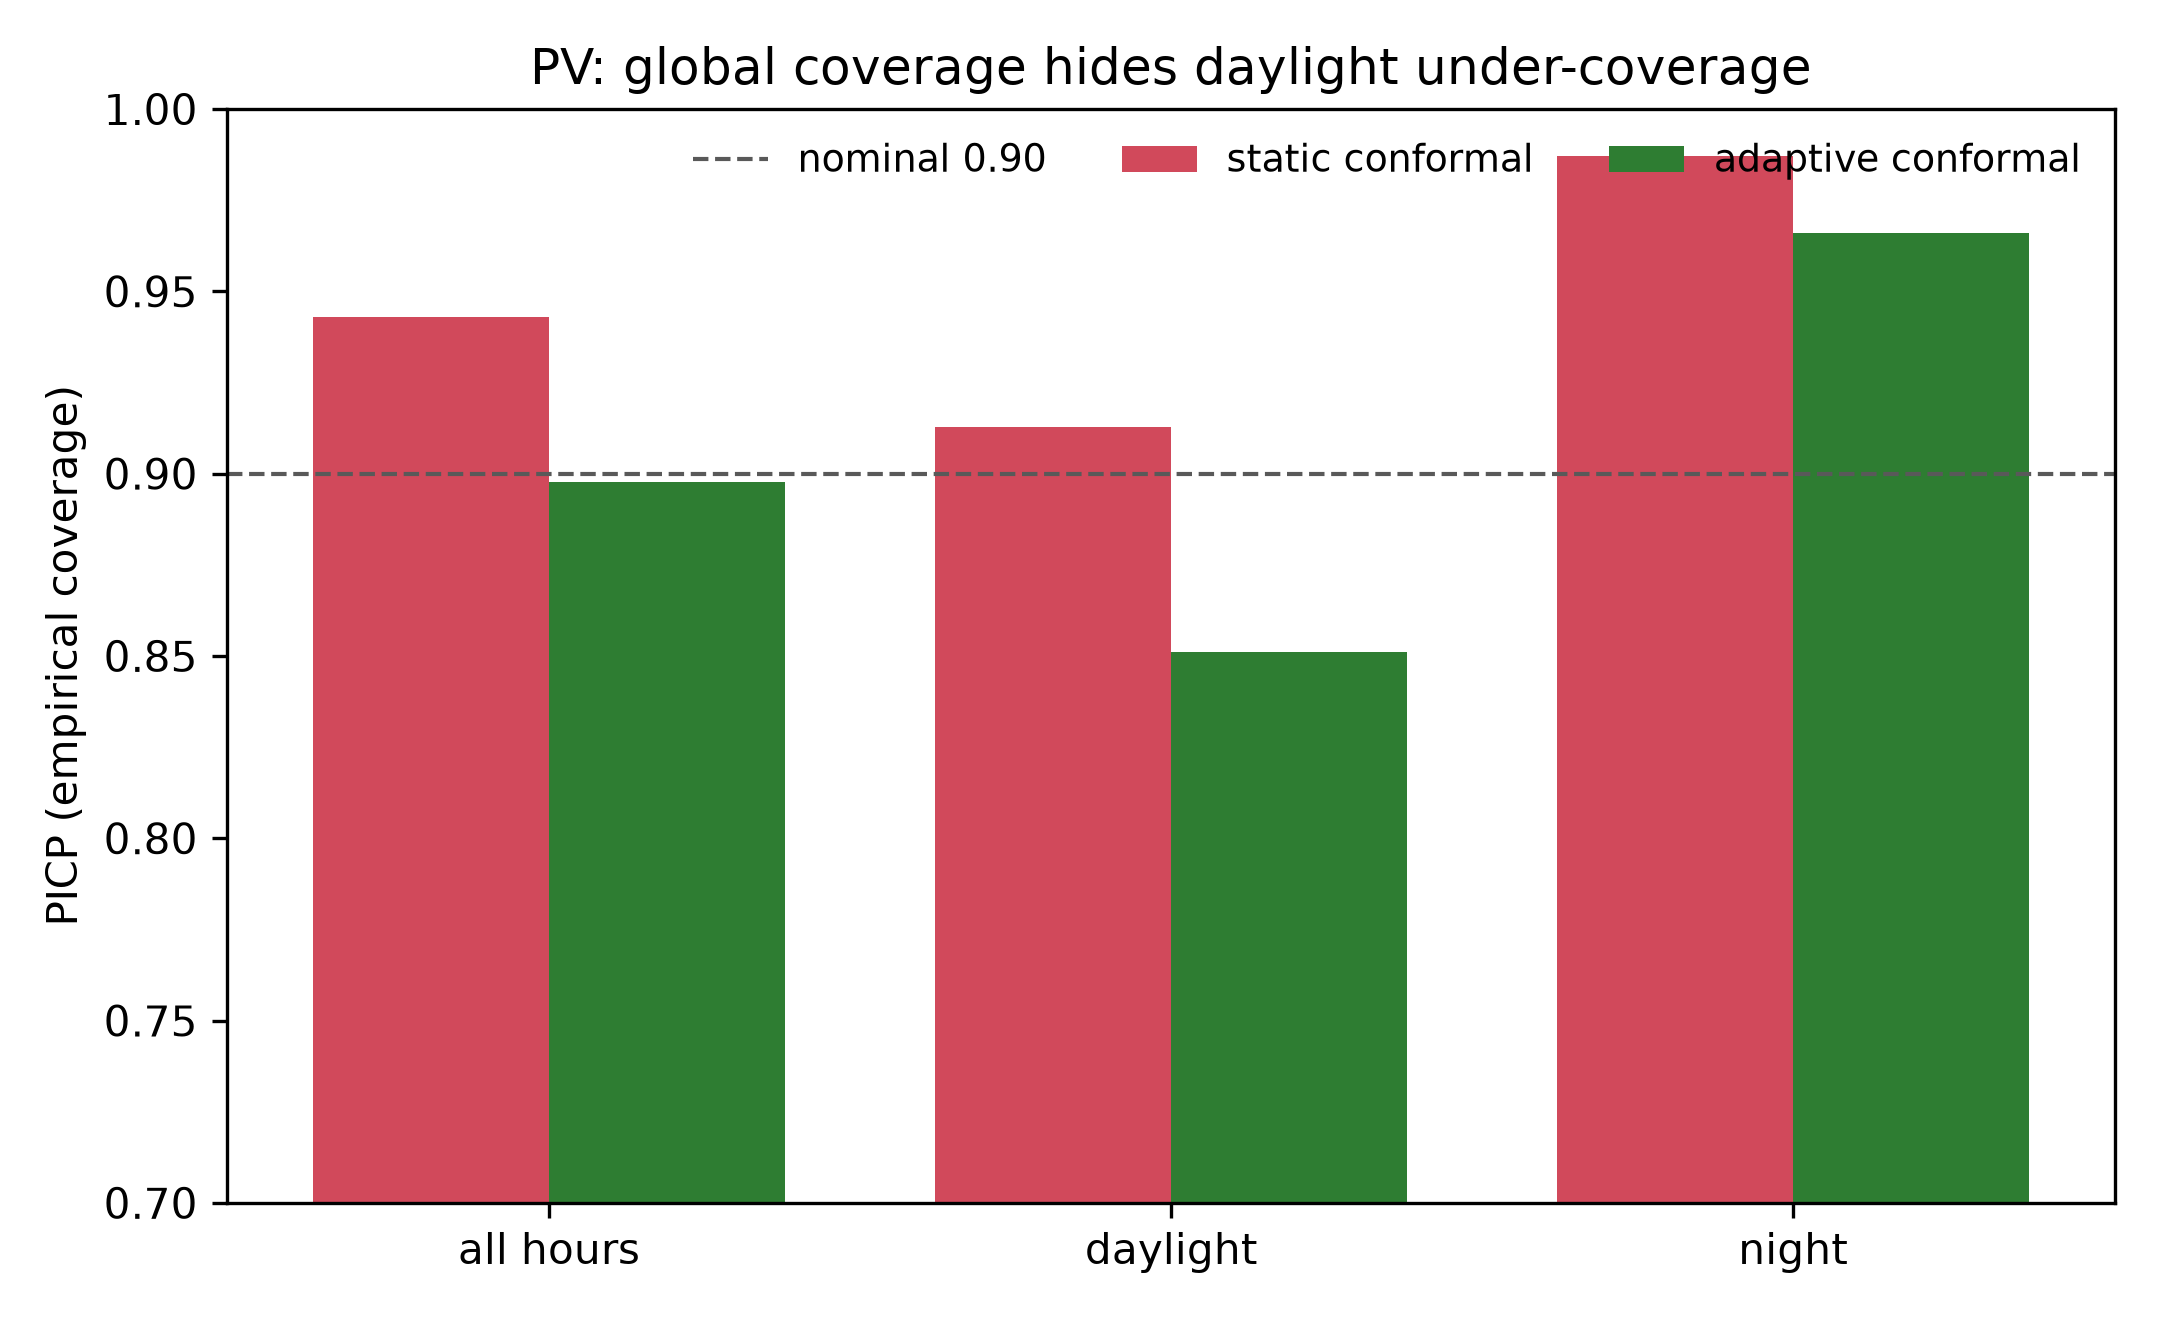 PV: global coverage hides daylight under-coverage
nominal 0.90 static conformal adaptive conformal
PICP (empirical coverage)
1.00
0.95
0.90
0.85
0.80
0.75
0.70
all hours daylight night